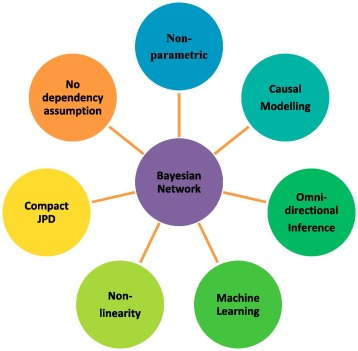 Non-
parametric
Causal
Modelling
Omni-
directional
Inference
Machine
Learning
Non-
linearity
Compact
JPD
No
dependency
assumption
Bayesian
Network